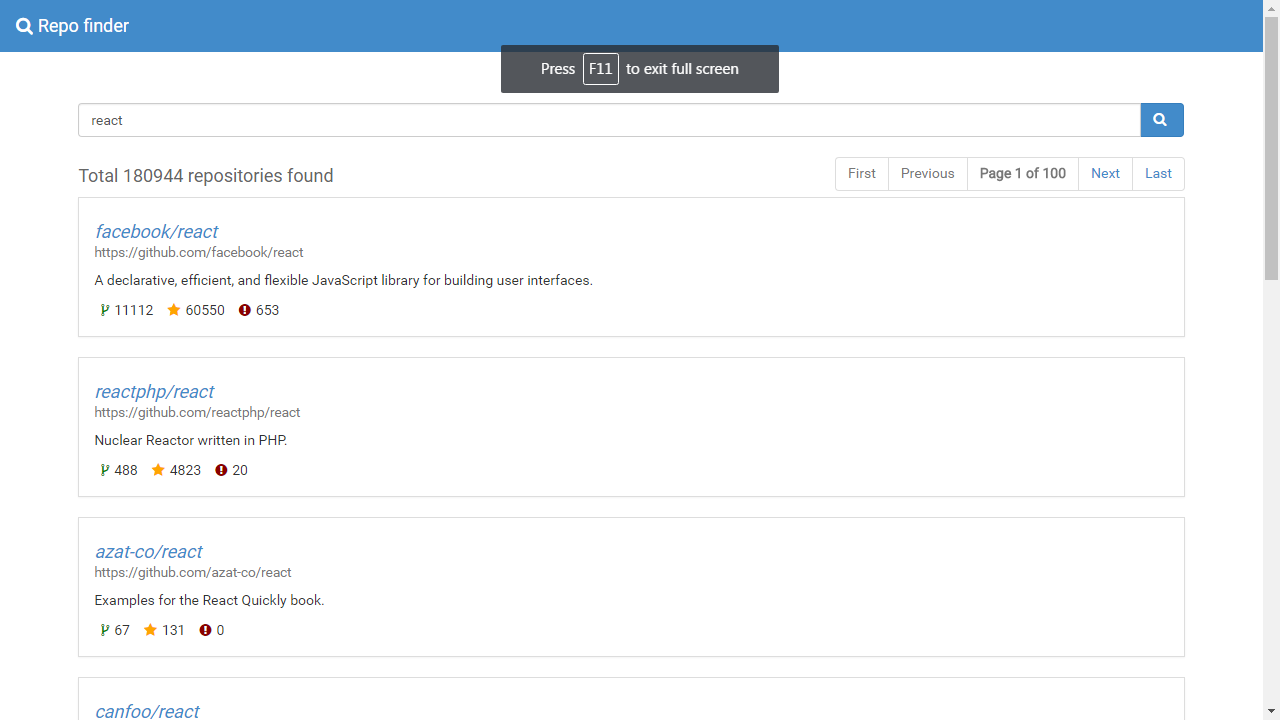 Repo finder
Press F11 to exit full screen
react
Total 180944 repositories found
First Previous Page 1 of 100 Next Last
facebook/react
https://github.com/facebook/react
A declarative, efficient, and flexible JavaScript library for building user interfaces.
11112 60550 653
reactphp/react
https://github.com/reactphp/react
Nuclear Reactor written in PHP.
488 4823 20
azat-co/react
https://github.com/azat-co/react
Examples for the React Quickly book.
67 131 0
canfoo/react